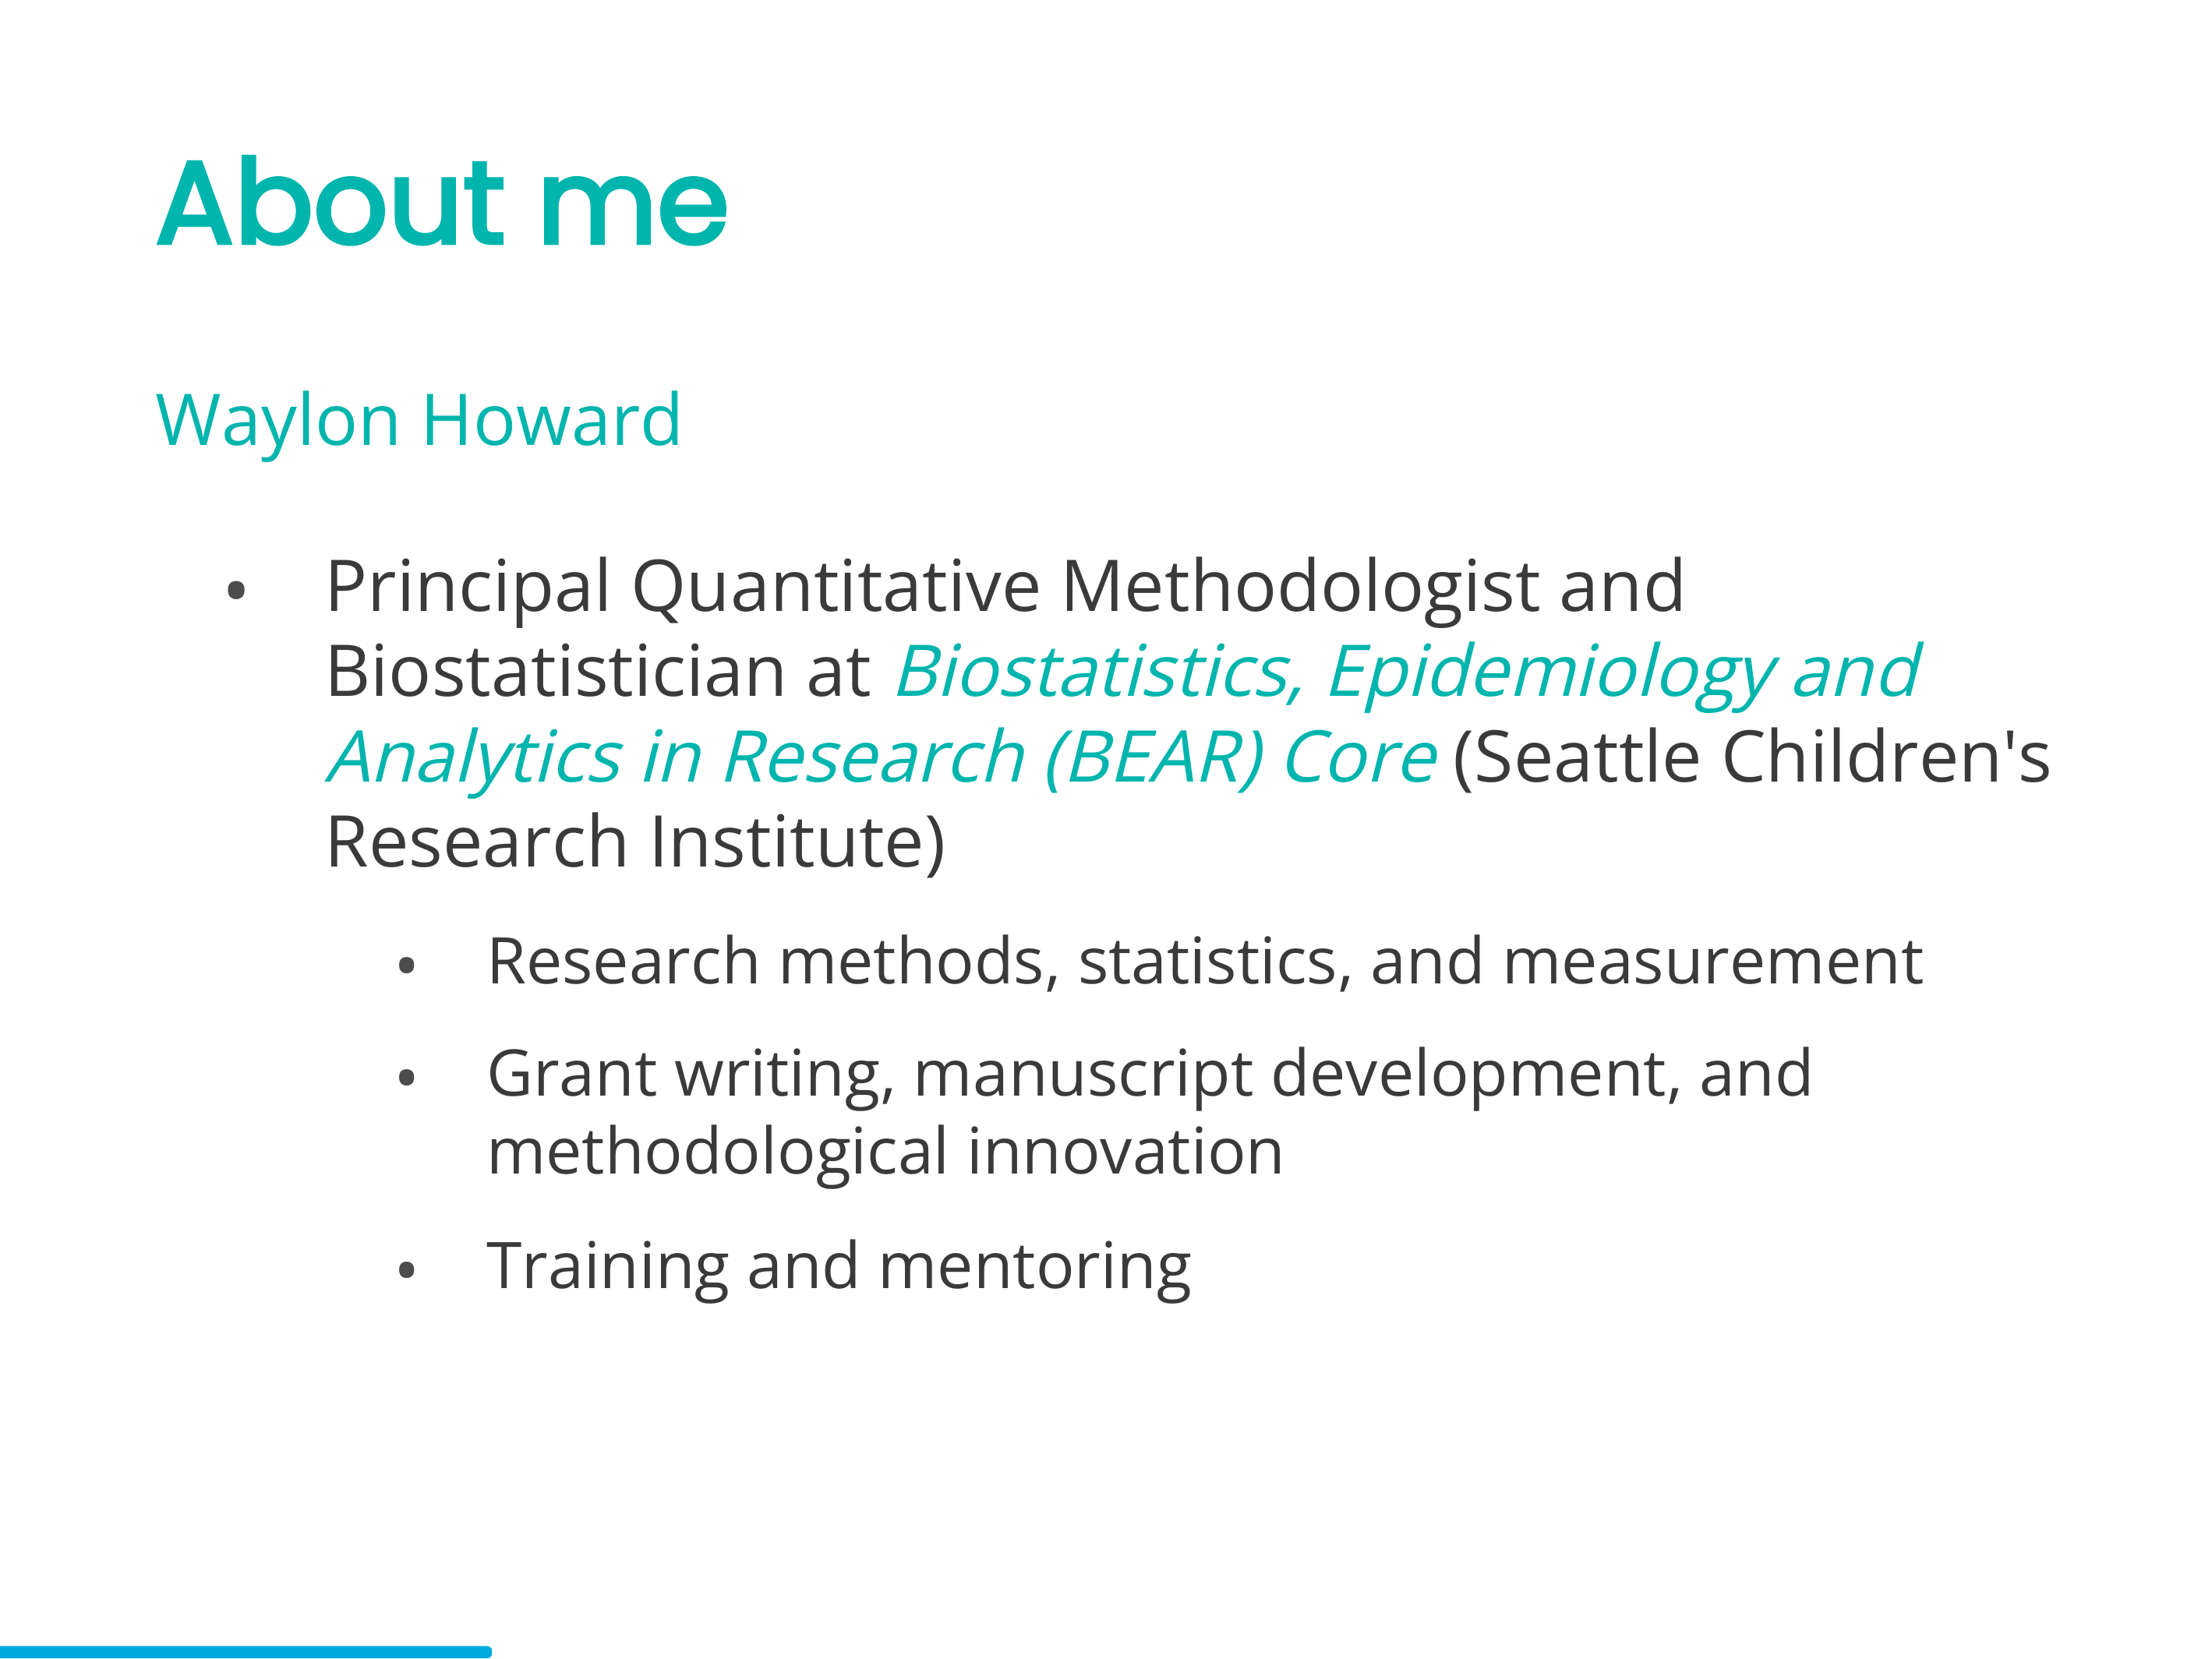 About me
Waylon Howard
• Principal Quantitative Methodologist and
Biostatistician at Biostatistics, Epidemiology and
Analytics in Research (BEAR) Core (Seattle Children's
Research Institute)
• Research methods, statistics, and measurement
• Grant writing, manuscript development, and
methodological innovation
• Training and mentoring